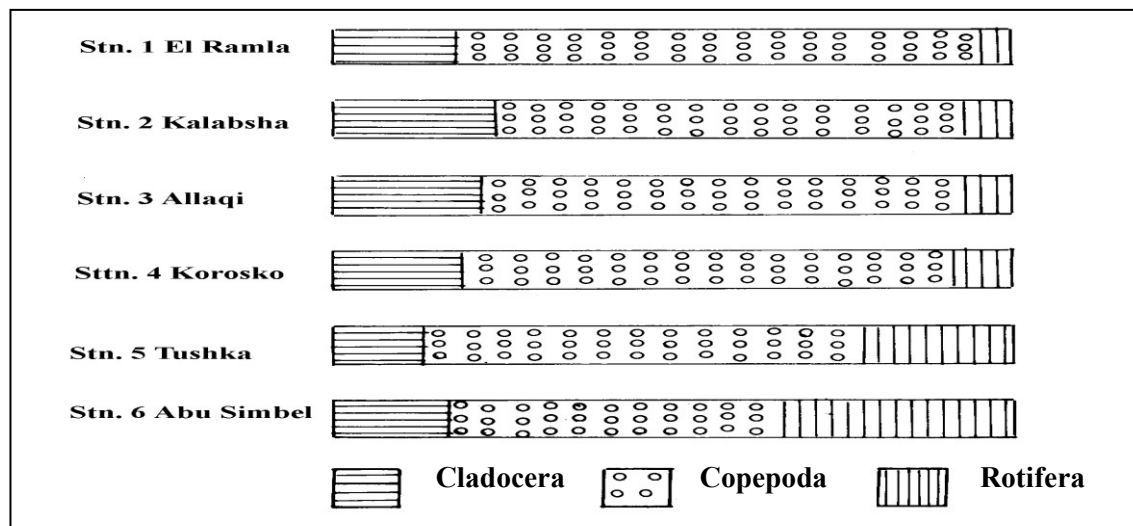 Stn. 1 El Ramla
Stn. 2 Kalabsha
Stn. 3 Allaqi
Sttn. 4 Korosko
Stn. 5 Tushka
Stn. 6 Abu Simbel
Cladocera Copepoda Rotifera